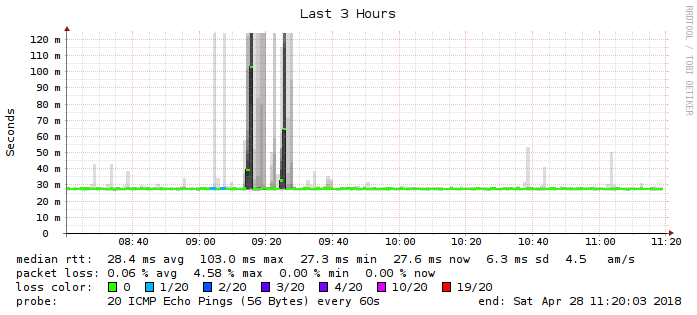 Last 3 Hours
RRDTOOL / TOBI OETIKER
Seconds
120 m
110 m
100 m
90 m
80 m
70 m
60 m
50 m
40 m
30 m
20 m
10 m
0
08:40 09:00 09:20 09:40 10:00 10:20 10:40 11:00 11:20
median rtt: 28.4 ms avg 103.0 ms max 27.3 ms min 27.6 ms now 6.3 ms sd 4.5 am/s
packet loss: 0.06 % avg 4.58 % max 0.00 % min 0.00 % now
loss color: 0 1/20 2/20 3/20 4/20 10/20 19/20
probe: 20 ICMP Echo Pings (56 Bytes) every 60s end: Sat Apr 28 11:20:03 2018